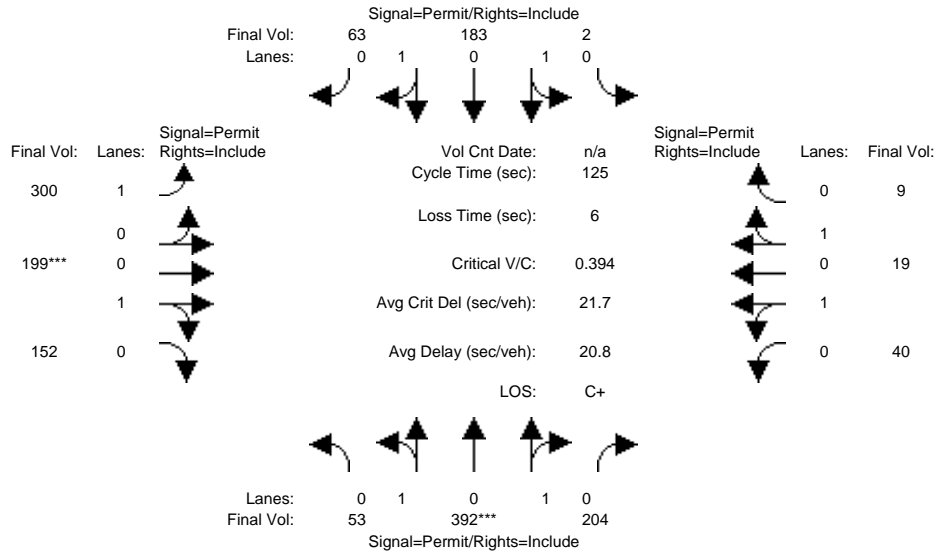 Signal=Permit/Rights=Include
Final Vol: 63 183 2
Lanes: 0 1 0 1 0
Signal=Permit Signal=Permit
Final Vol: Lanes: Rights=Include Vol Cnt Date: n/a Rights=Include Lanes: Final Vol:
Cycle Time (sec): 125
300 1 0 9
Loss Time (sec): 6
0 1
199*** 0 Critical V/C: 0.394 0 19
1 Avg Crit Del (sec/veh): 21.7 1
152 0 Avg Delay (sec/veh): 20.8 0 40
LOS: C+
Lanes: 0 1 0 1 0
Final Vol: 53 392*** 204
Signal=Permit/Rights=Include